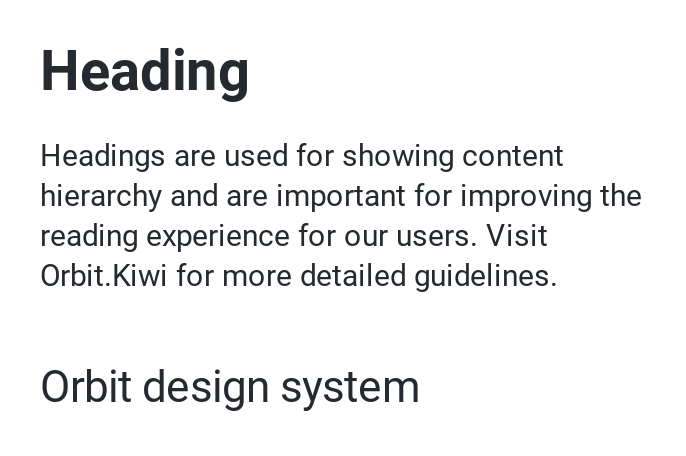 Heading
Headings are used for showing content
hierarchy and are important for improving the
reading experience for our users. Visit
Orbit.Kiwi for more detailed guidelines.
Orbit design system